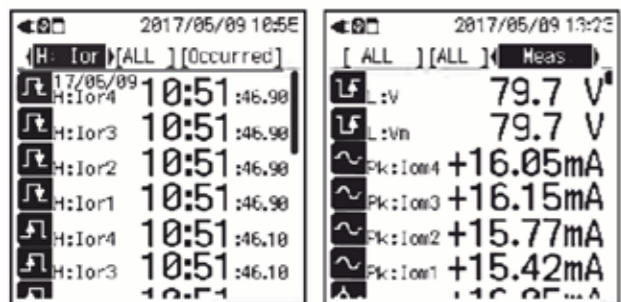 2017/05/09 10:55
H: Ior [ALL ][Occurred]
17/05/09
H:Ior4 10:51:46.90
H:Ior3 10:51:46.90
H:Ior2 10:51:46.90
H:Ior1 10:51:46.90
H:Ior4 10:51:46.10
H:Ior3 10:51:46.10
2017/05/09 13:23
[ ALL ][ALL ] Meas
L:V 79.7 V
L:Vm 79.7 V
Pk:Iom4 +16.05mA
Pk:Iom3 +16.15mA
Pk:Iom2 +15.77mA
Pk:Iom1 +15.42mA